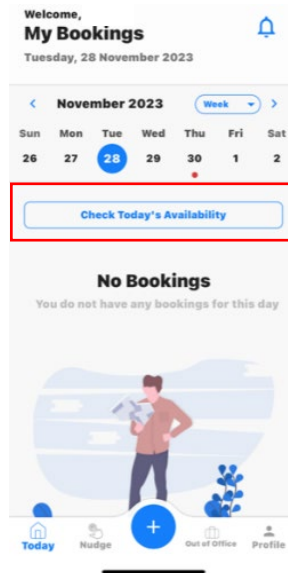 Welcome,
My Bookings
Tuesday, 28 November 2023
< November 2023 Week >
Sun Mon Tue Wed Thu Fri Sat
26 27 28 29 30 1 2
Check Today's Availability
No Bookings
You do not have any bookings for this day
+
Today Nudge Out of Office Profile